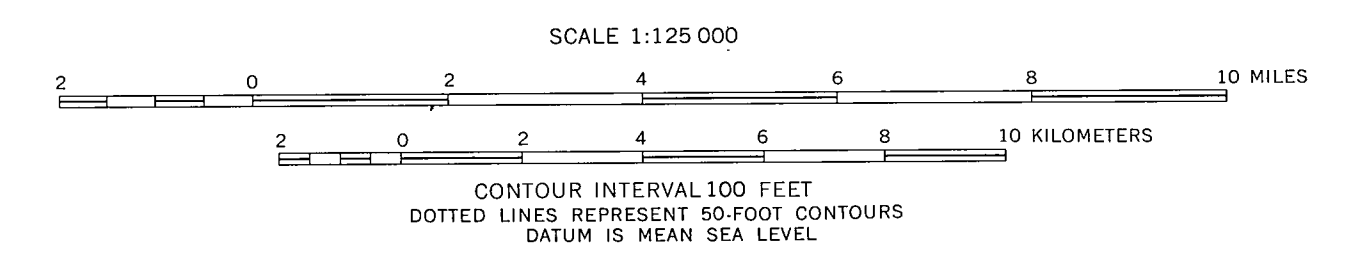 SCALE 1:125 000
2 0 2 4 6 8 10 MILES
2 0 2 4 6 8 10 KILOMETERS
CONTOUR INTERVAL 100 FEET
DOTTED LINES REPRESENT 50-FOOT CONTOURS
DATUM IS MEAN SEA LEVEL